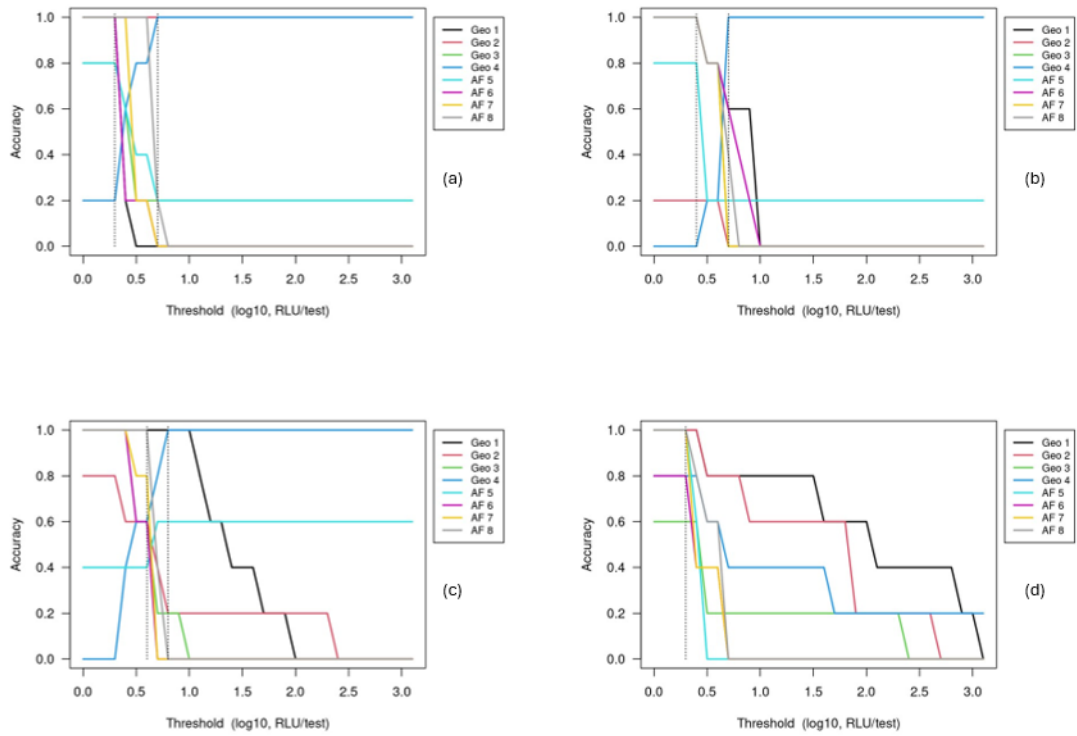 1.0
0.8
0.6
0.4
0.2
0.0
Accuracy
0.0 0.5 1.0 1.5 2.0 2.5 3.0
Threshold (log10, RLU/test)
Geo 1
Geo 2
Geo 3
Geo 4
AF 5
AF 6
AF 7
AF 8
(a)
1.0
0.8
0.6
0.4
0.2
0.0
Accuracy
0.0 0.5 1.0 1.5 2.0 2.5 3.0
Threshold (log10, RLU/test)
Geo 1
Geo 2
Geo 3
Geo 4
AF 5
AF 6
AF 7
AF 8
(b)
1.0
0.8
0.6
0.4
0.2
0.0
Accuracy
0.0 0.5 1.0 1.5 2.0 2.5 3.0
Threshold (log10, RLU/test)
Geo 1
Geo 2
Geo 3
Geo 4
AF 5
AF 6
AF 7
AF 8
(c)
1.0
0.8
0.6
0.4
0.2
0.0
Accuracy
0.0 0.5 1.0 1.5 2.0 2.5 3.0
Threshold (log10, RLU/test)
Geo 1
Geo 2
Geo 3
Geo 4
AF 5
AF 6
AF 7
AF 8
(d)